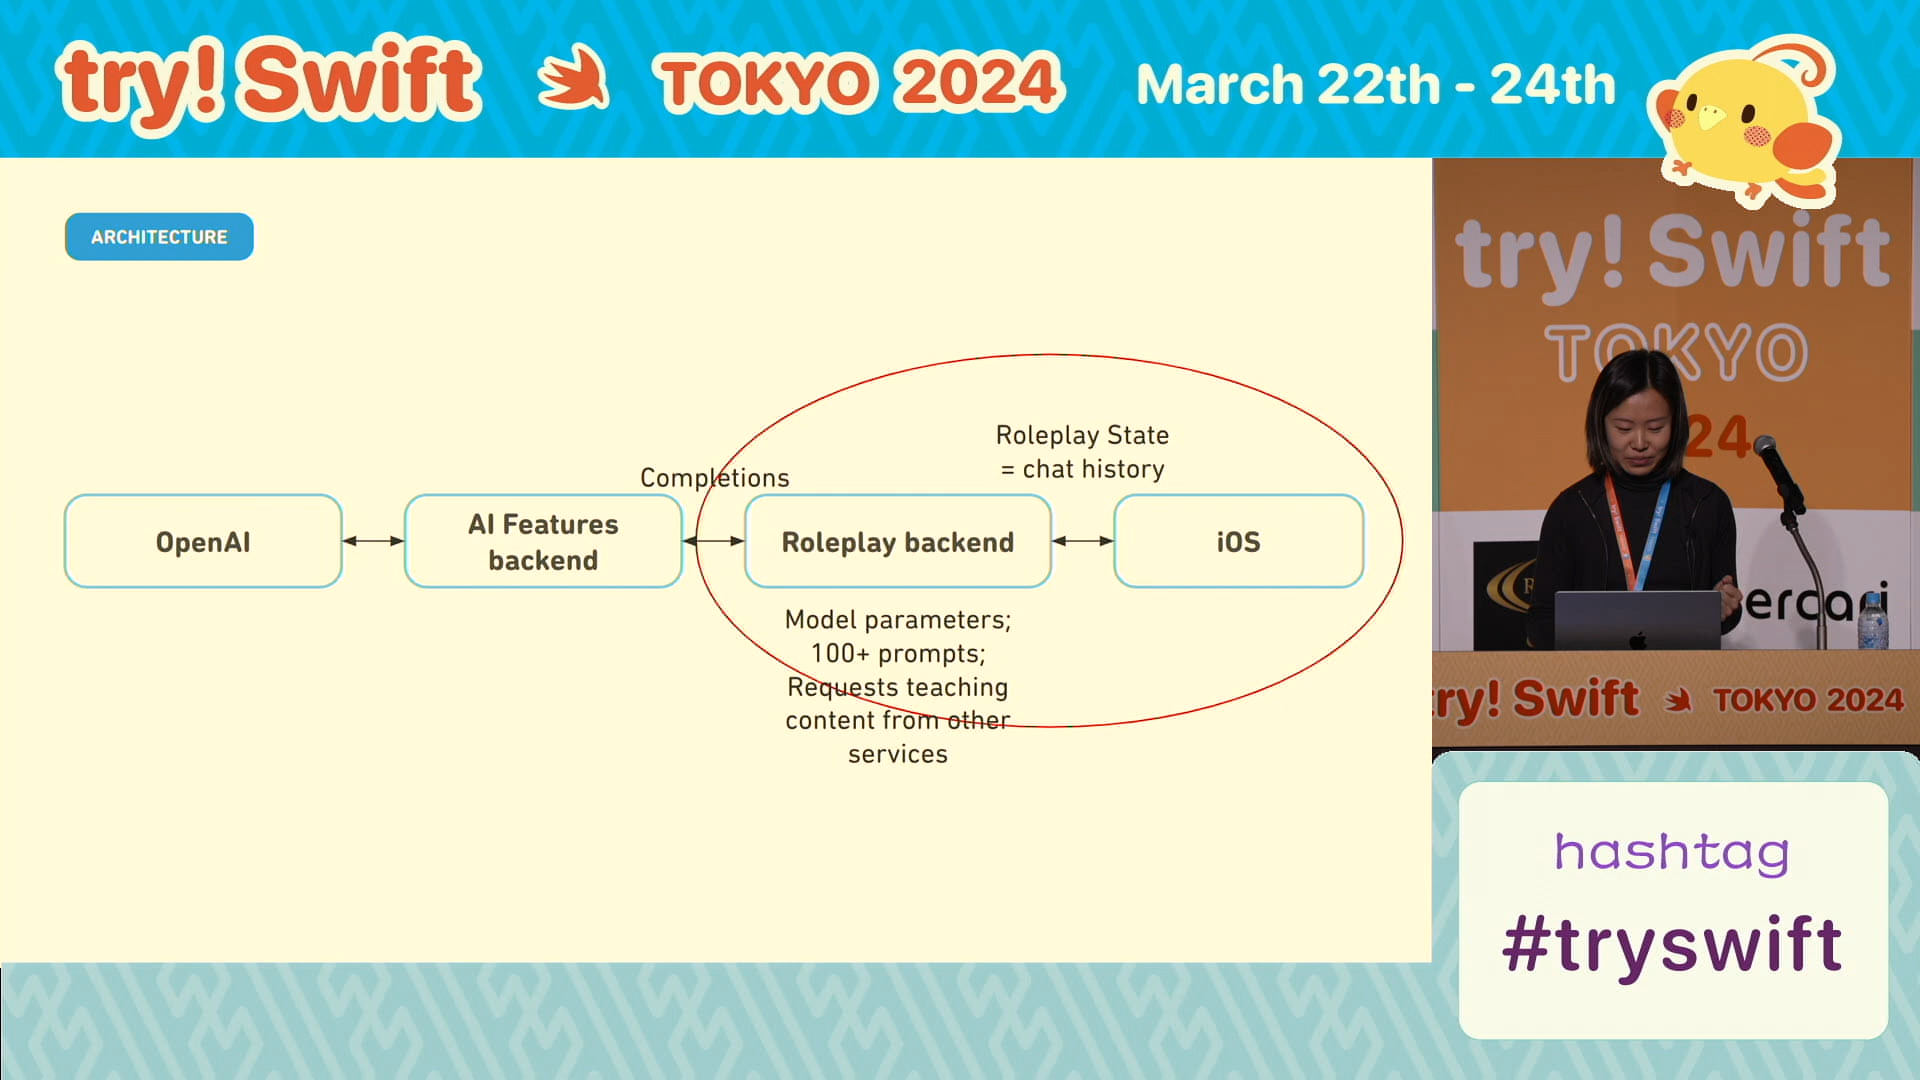 try! Swift TOKYO 2024 March 22th - 24th
ARCHITECTURE
Roleplay State
= chat history
Completions
OpenAI
AI Features
backend
Roleplay backend
iOS
Model parameters;
100+ prompts;
Requests teaching
content from other
services
try! Swift
TOKYO
24
ercari
ry! Swift TOKYO 2024
hashtag
#tryswift